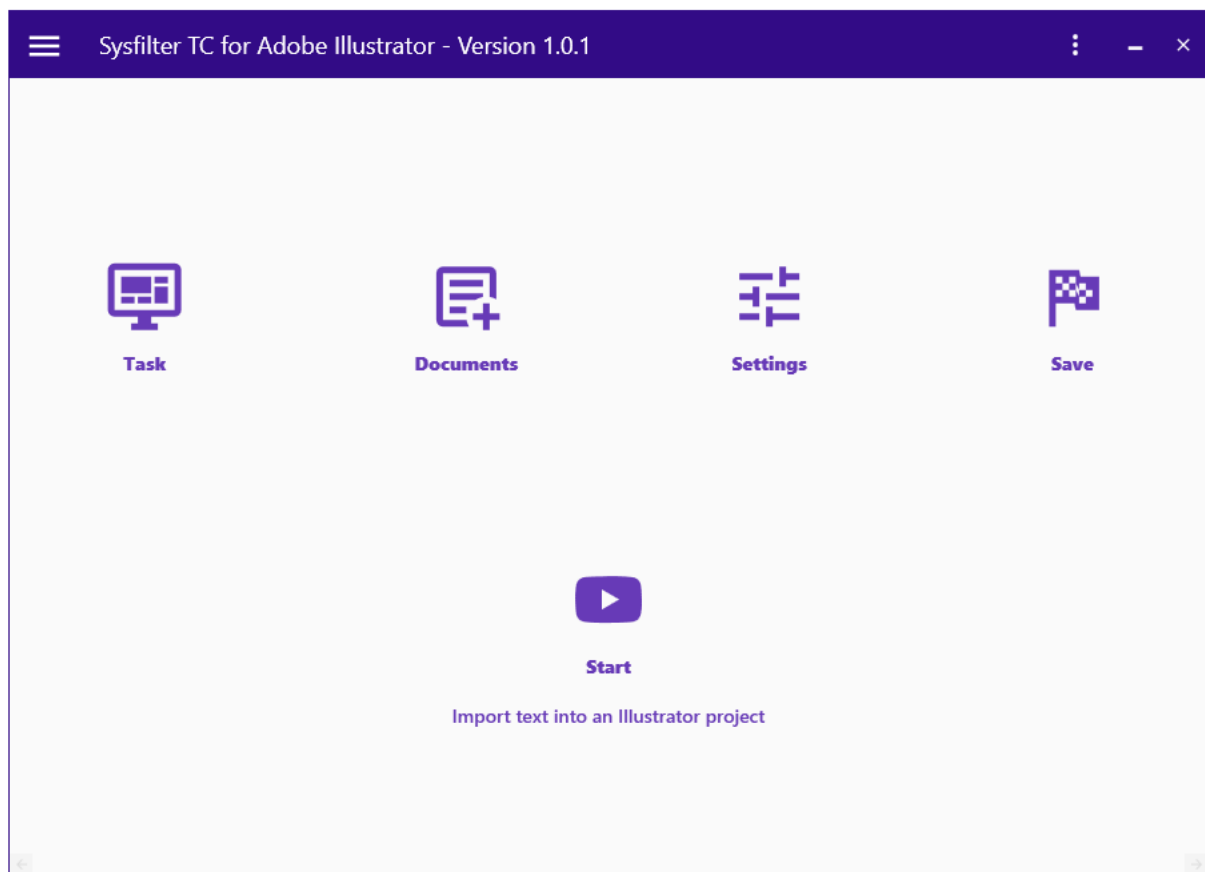 Sysfilter TC for Adobe Illustrator - Version 1.0.1
Task
Documents
Settings
Save
Start
Import text into an Illustrator project